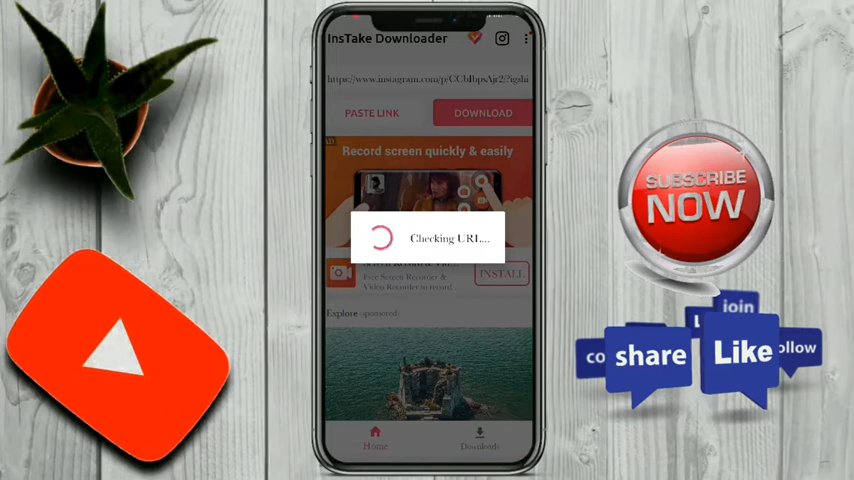 InsTake Downloader
PASTE LINK
DOWNLOAD
AD
Record screen quickly & easily
Checking URL...
Free Screen Recorder &
Video Recorder to record
INSTALL
Explore (sponsored)
Home
Downloads
SUBSCRIBE
NOW
join
share
Like